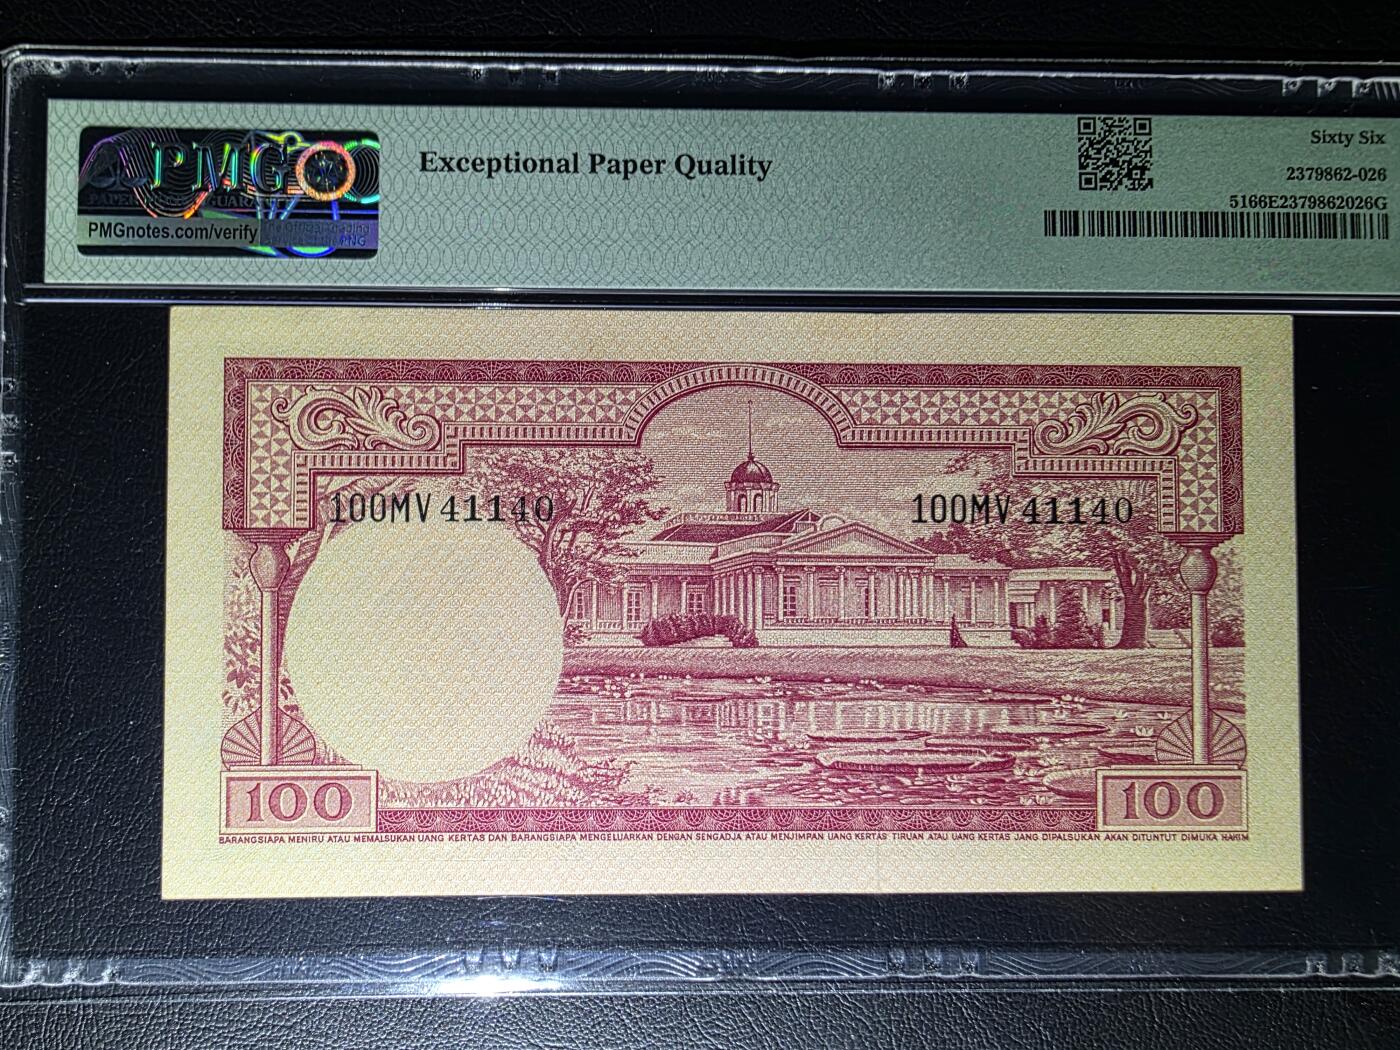 PMG
PMGnotes.com/verify
Exceptional Paper Quality
Sixty Six
2379862-026
5166E2379862026G
100MV 41140
100MV 41140
100
100
BARANGSIAPA MENIRU ATAU MEMALSUKAN UANG KERTAS DAN BARANGSIAPA MENGELUARKAN DENGAN SENGADJA ATAU MENJIMPAN UANG KERTAS TIRUAN ATAU UANG KERTAS JANG DIPALSUKAN AKAN DITUNTUT DIMUKA HAKIM